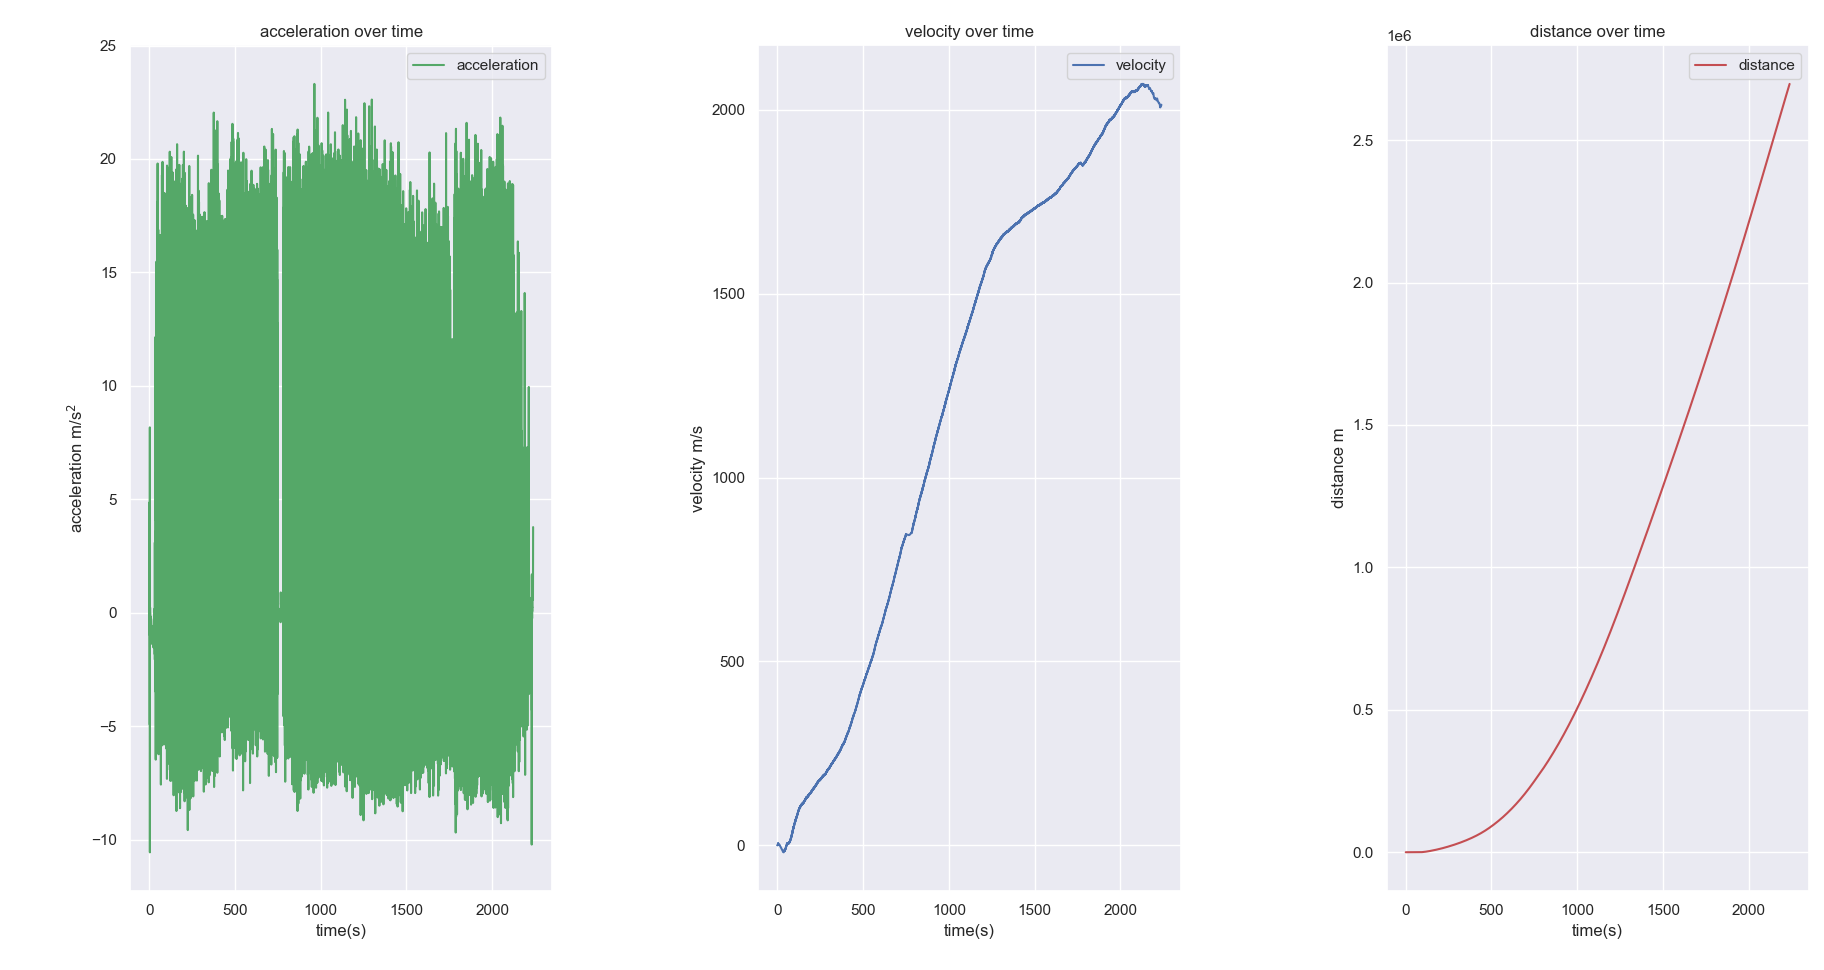 acceleration over time
acceleration
25
20
15
10
5
0
−5
−10
acceleration m/s²
0 500 1000 1500 2000
time(s)
velocity over time
velocity
2000
1500
1000
500
0
velocity m/s
0 500 1000 1500 2000
time(s)
distance over time
1e6
distance
2.5
2.0
1.5
1.0
0.5
0.0
distance m
0 500 1000 1500 2000
time(s)